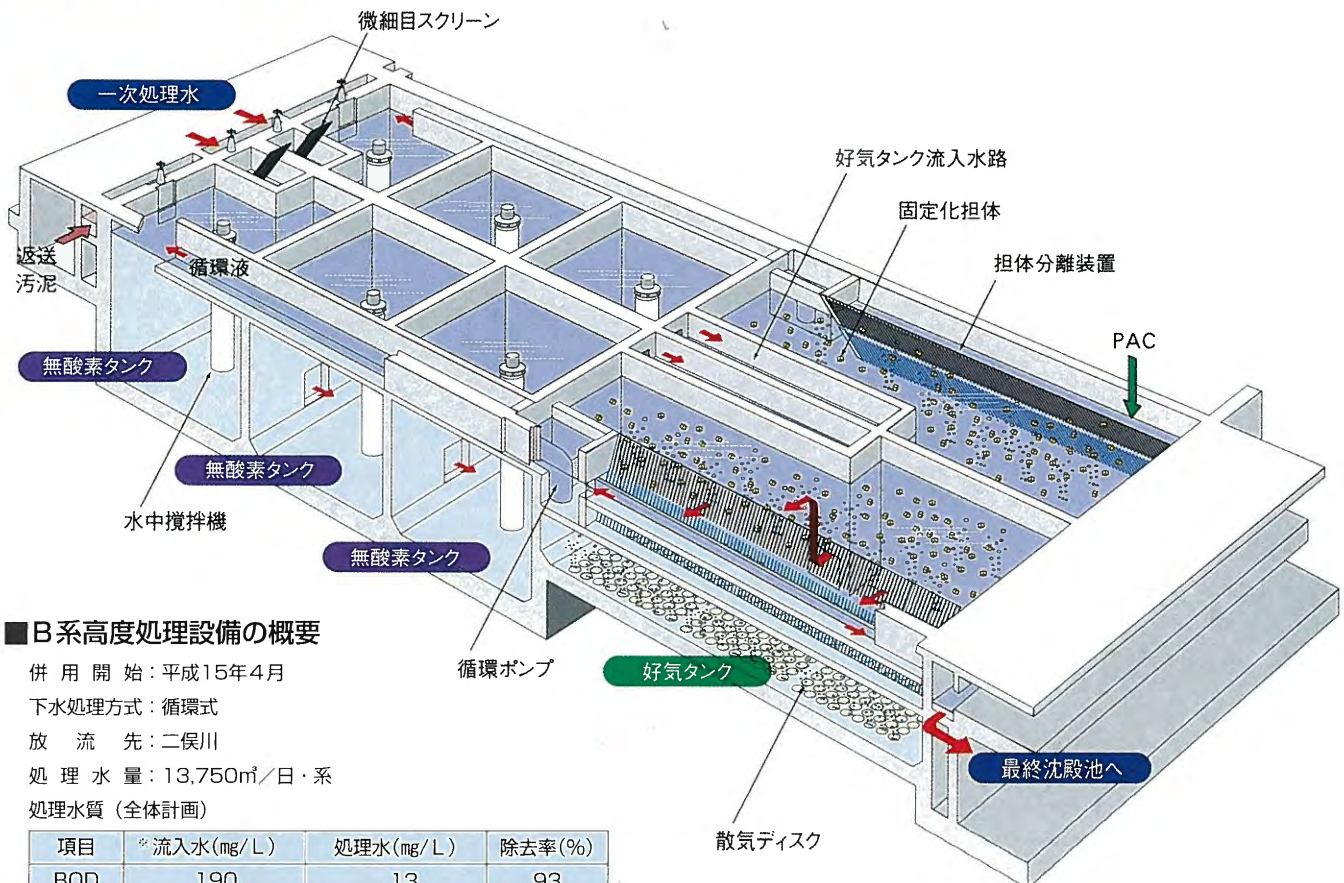 微細目スクリーン
一次処理水
好気タンク流入水路
固定化担体
担体分離装置
PAC
返送
汚泥
循環液
無酸素タンク
無酸素タンク
無酸素タンク
水中攪拌機
循環ポンプ
好気タンク
散気ディスク
最終沈殿池へ
■B系高度処理設備の概要
併用開始：平成15年4月
下水処理方式：循環式
放流先：二俣川
処理水量：13,750㎥／日・系
処理水質（全体計画）
項目 ※流入水(㎎/L) 処理水(㎎/L) 除去率(%)
BOD 190 13 93